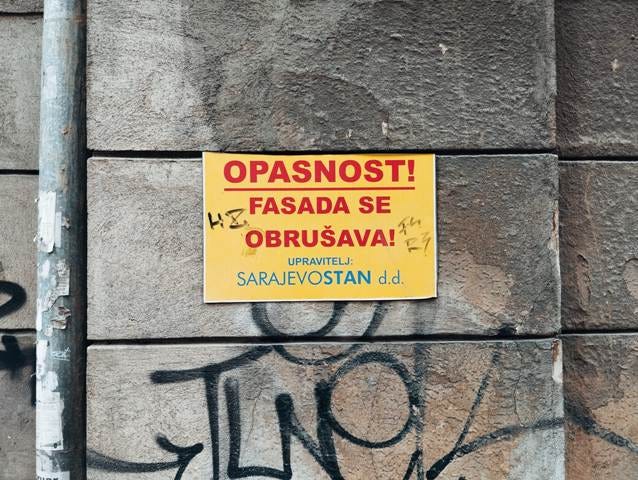 OPASNOST!
FASADA SE
OBRUŠAVA!
UPRAVITELJ:
SARAJEVOSTAN d.d.